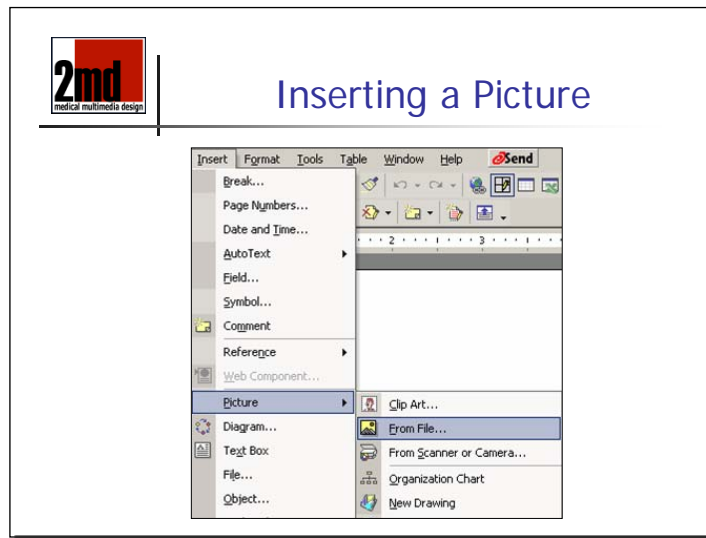 2md
medical multimedia design
Inserting a Picture
Insert Format Tools Table Window Help Send
Break...
Page Numbers...
Date and Time...
2 3
AutoText
Field...
Symbol...
Comment
Reference
Web Component...
Picture
Clip Art...
Diagram...
From File...
Text Box
From Scanner or Camera...
File...
Organization Chart
Object...
New Drawing